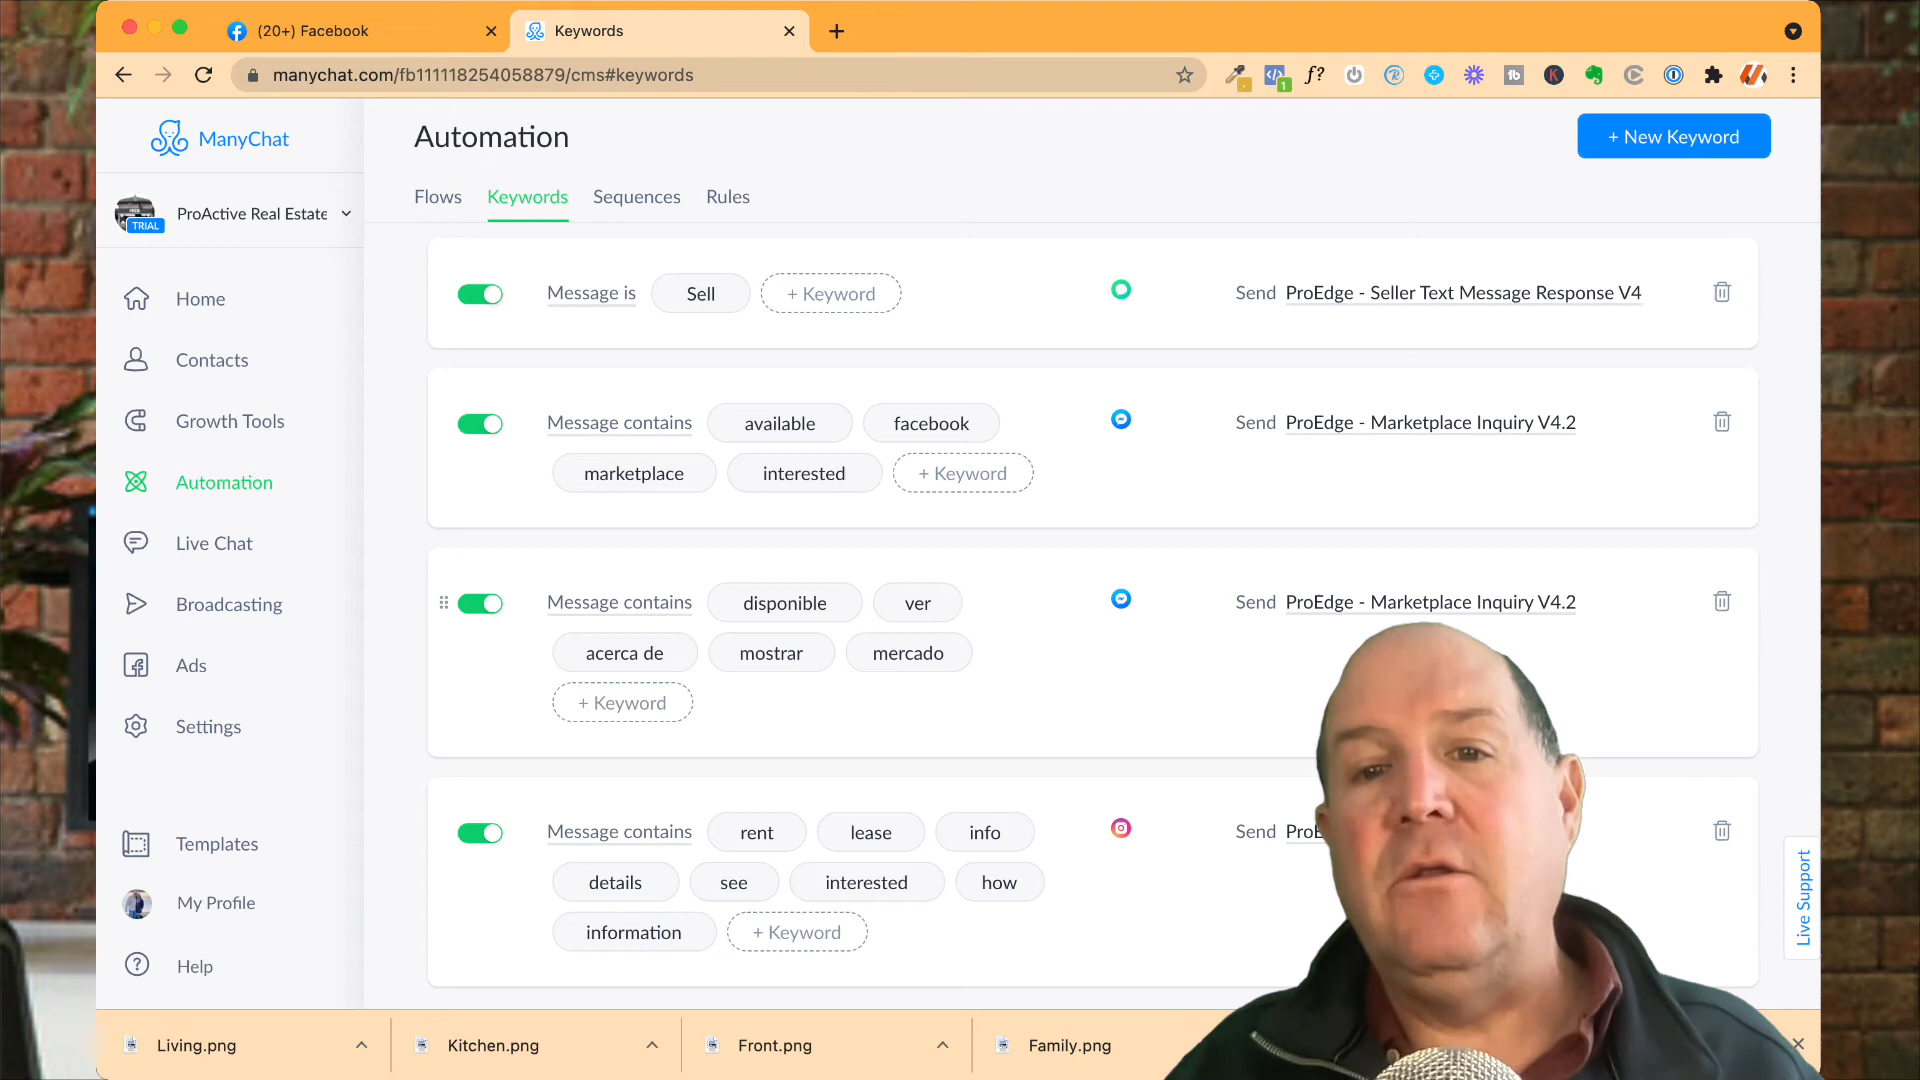 (20+) Facebook
Keywords
manychat.com/fb111118254058879/cms#keywords
ManyChat
Automation
+ New Keyword
ProActive Real Estate
TRIAL
Flows Keywords Sequences Rules
Home
Contacts
Growth Tools
Automation
Live Chat
Broadcasting
Ads
Settings
Templates
My Profile
Help
Message is Sell + Keyword
Send ProEdge - Seller Text Message Response V4
Message contains available facebook
marketplace interested + Keyword
Send ProEdge - Marketplace Inquiry V4.2
Message contains disponible ver
acerca de mostrar mercado
+ Keyword
Send ProEdge - Marketplace Inquiry V4.2
Message contains rent lease info
details see interested how
information + Keyword
Send
Live Support
Living.png
Kitchen.png
Front.png
Family.png